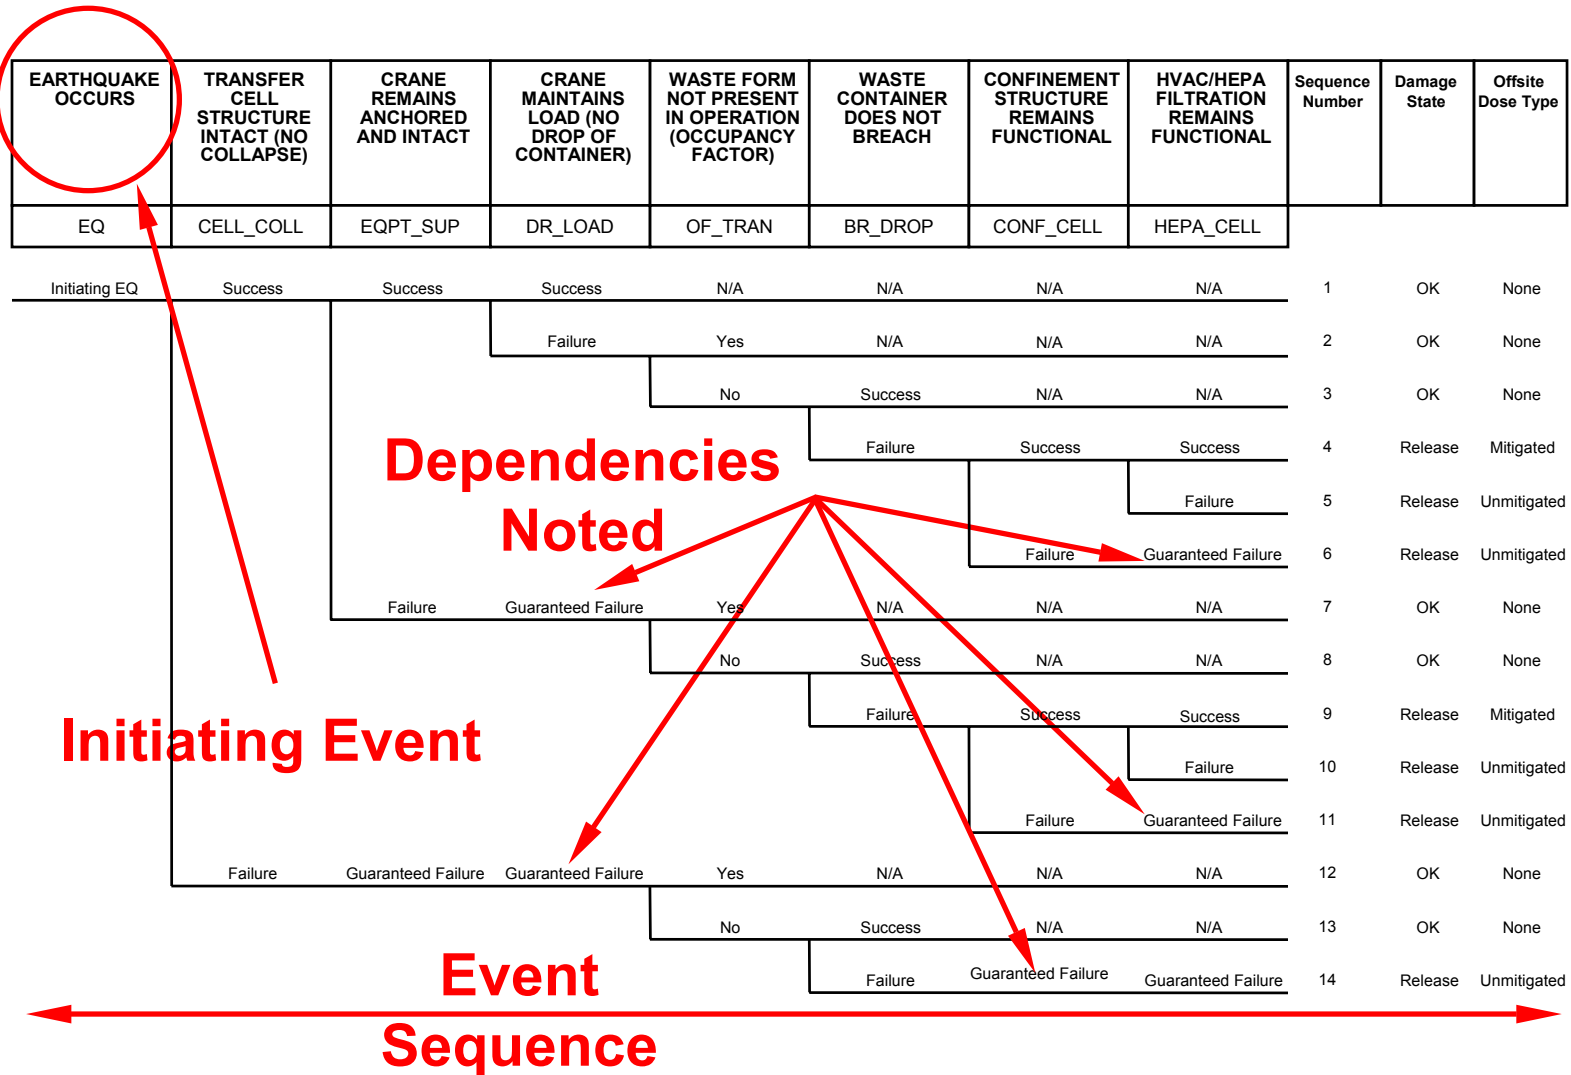 EARTHQUAKE OCCURS
TRANSFER CELL STRUCTURE INTACT (NO COLLAPSE)
CRANE REMAINS ANCHORED AND INTACT
CRANE MAINTAINS LOAD (NO DROP OF CONTAINER)
WASTE FORM NOT PRESENT IN OPERATION (OCCUPANCY FACTOR)
WASTE CONTAINER DOES NOT BREACH
CONFINEMENT STRUCTURE REMAINS FUNCTIONAL
HVAC/HEPA FILTRATION REMAINS FUNCTIONAL
Sequence Number
Damage State
Offsite Dose Type
EQ CELL_COLL EQPT_SUP DR_LOAD OF_TRAN BR_DROP CONF_CELL HEPA_CELL
Initiating EQ Success Success Success N/A N/A N/A N/A 1 OK None
Failure Yes N/A N/A N/A 2 OK None
No Success N/A N/A 3 OK None
Failure Success Success 4 Release Mitigated
Dependencies
Failure 5 Release Unmitigated
Noted
Failure Guaranteed Failure 6 Release Unmitigated
Failure Guaranteed Failure Yes N/A N/A N/A 7 OK None
No Success N/A N/A 8 OK None
Failure Success Success 9 Release Mitigated
Initiating Event
Failure 10 Release Unmitigated
Failure Guaranteed Failure 11 Release Unmitigated
Failure Guaranteed Failure Guaranteed Failure Yes N/A N/A N/A 12 OK None
No Success N/A N/A 13 OK None
Failure Guaranteed Failure Guaranteed Failure 14 Release Unmitigated
Event
Sequence